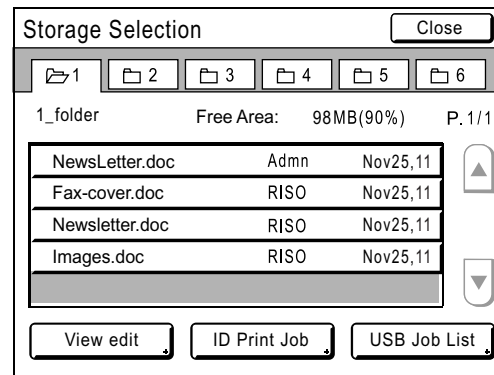 Storage Selection Close
1 2 3 4 5 6
1_folder Free Area: 98MB(90%) P. 1/1
NewsLetter.doc Admn Nov25,11
Fax-cover.doc RISO Nov25,11
Newsletter.doc RISO Nov25,11
Images.doc RISO Nov25,11
View edit ID Print Job USB Job List